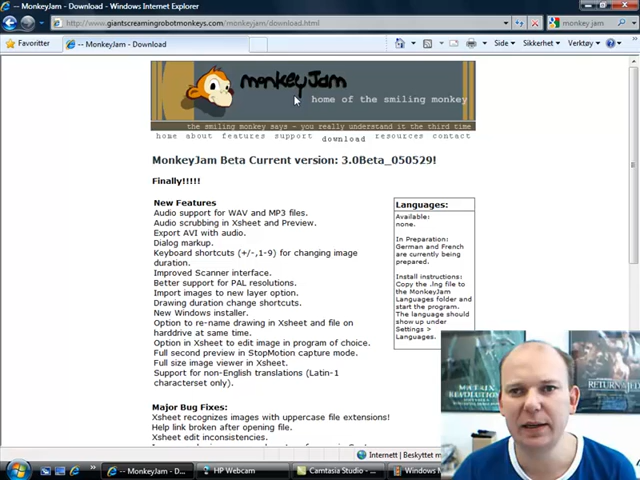 -- MonkeyJam - Download - Windows Internet Explorer
http://www.giantscreamingrobotmonkeys.com/monkeyjam/download.html
monkey jam
Favoritter
-- MonkeyJam - Download
Side
Sikkerhet
Verktøy
monkeyJam
home of the smiling monkey
the smiling monkey says - you really understand it the third time
home about features support download resources contact
MonkeyJam Beta Current version: 3.0Beta_050529!
Finally!!!!!
New Features
Audio support for WAV and MP3 files.
Audio scrubbing in Xsheet and Preview.
Export AVI with audio.
Dialog markup.
Keyboard shortcuts (+/-,1-9) for changing image
duration.
Improved Scanner interface.
Better support for PAL resolutions.
Import images to new layer option.
Drawing duration change shortcuts.
New Windows installer.
Option to re-name drawing in Xsheet and file on
harddrive at same time.
Option in Xsheet to edit image in program of choice.
Full second preview in StopMotion capture mode.
Full size image viewer in Xsheet.
Support for non-English translations (Latin-1
characterset only).
Major Bug Fixes:
Xsheet recognizes images with uppercase file extensions!
Help link broken after opening file.
Xsheet edit inconsistencies.
Languages:
Available:
none.
In Preparation:
German and French
are currently being
prepared.
Install instructions:
Copy the .lng file to
the MonkeyJam
Languages folder and
start the program.
The language should
show up under
Settings >
Languages.
MATRIX
REVOLUTIONS
RETURN OF THE JEDI
Internett | Beskyttet m
-- MonkeyJam - D...
HP Webcam
Camtasia Studio - ...
Windows M